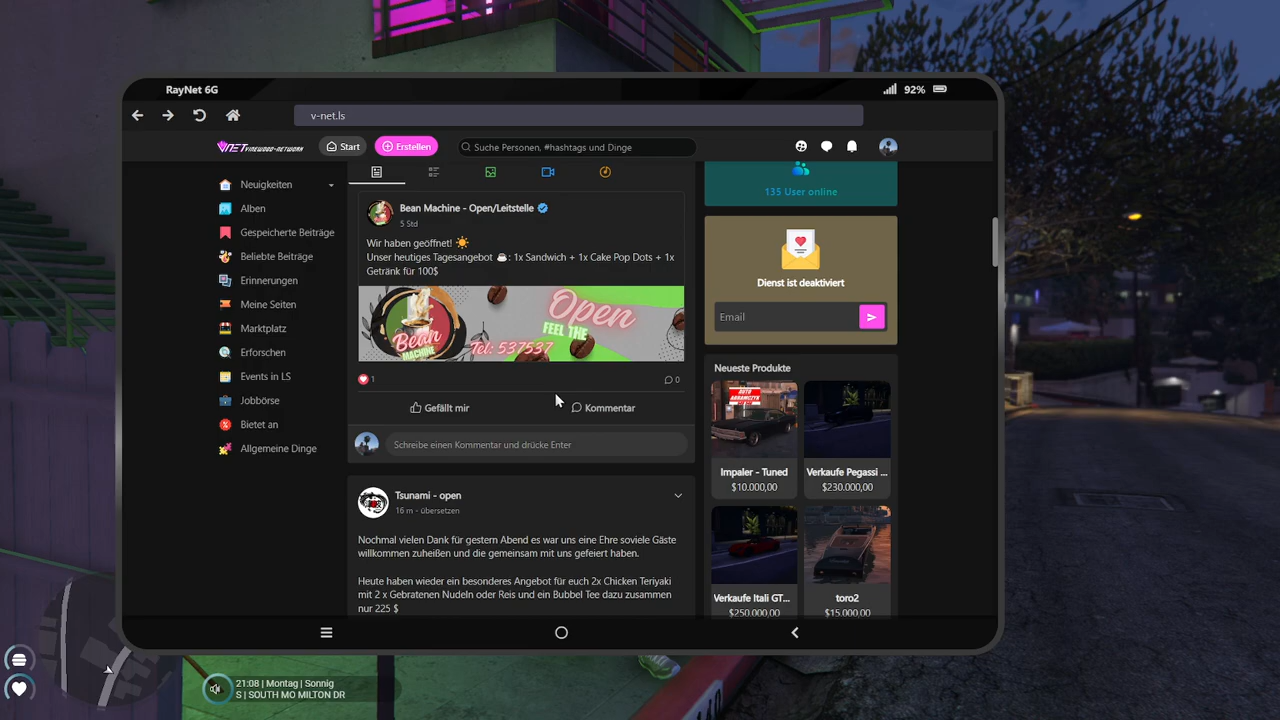 RayNet 6G
92%
v-net.ls
VNET VINEWOOD-NETWORK
Start
Erstellen
Suche Personen, #hashtags und Dinge
Neuigkeiten
Alben
Gespeicherte Beiträge
Beliebte Beiträge
Erinnerungen
Meine Seiten
Marktplatz
Erforschen
Events in LS
Jobbörse
Bietet an
Allgemeine Dinge
Bean Machine - Open/Leitstelle
5 Std
Wir haben geöffnet! ☀️
Unser heutiges Tagesangebot ☕: 1x Sandwich + 1x Cake Pop Dots + 1x
Getränk für 100$
Bean
MACHINE
Open
FEEL THE
Tel: 537537
1
0
Gefällt mir
Kommentar
Schreibe einen Kommentar und drücke Enter
Tsunami - open
16 m - übersetzen
Nochmal vielen Dank für gestern Abend es war uns eine Ehre soviele Gäste
willkommen zuheißen und die gemeinsam mit uns gefeiert haben.
Heute haben wieder ein besonderes Angebot für euch 2x Chicken Teriyaki
mit 2 x Gebratenen Nudeln oder Reis und ein Bubbel Tee dazu zusammen
nur 225 $
135 User online
Dienst ist deaktiviert
Email
Neueste Produkte
Impaler - Tuned
$10.000,00
Verkaufe Pegassi ...
$230.000,00
Verkaufe Itali GT...
$250.000,00
toro2
$15.000,00
21:08 | Montag | Sonnig
S | SOUTH MO MILTON DR